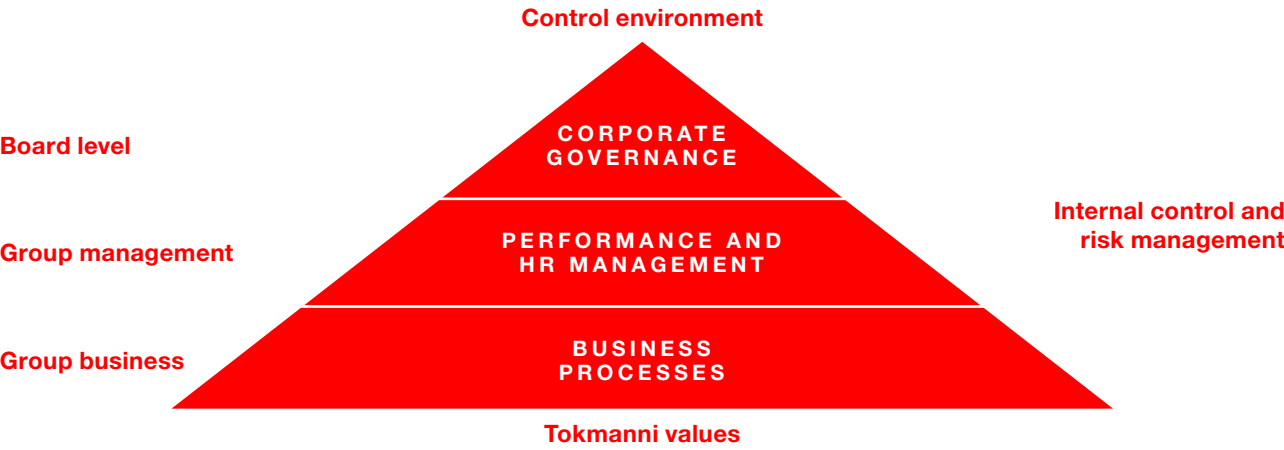 Control environment
Board level
CORPORATE
GOVERNANCE
Group management
PERFORMANCE AND
HR MANAGEMENT
Internal control and
risk management
Group business
BUSINESS
PROCESSES
Tokmanni values